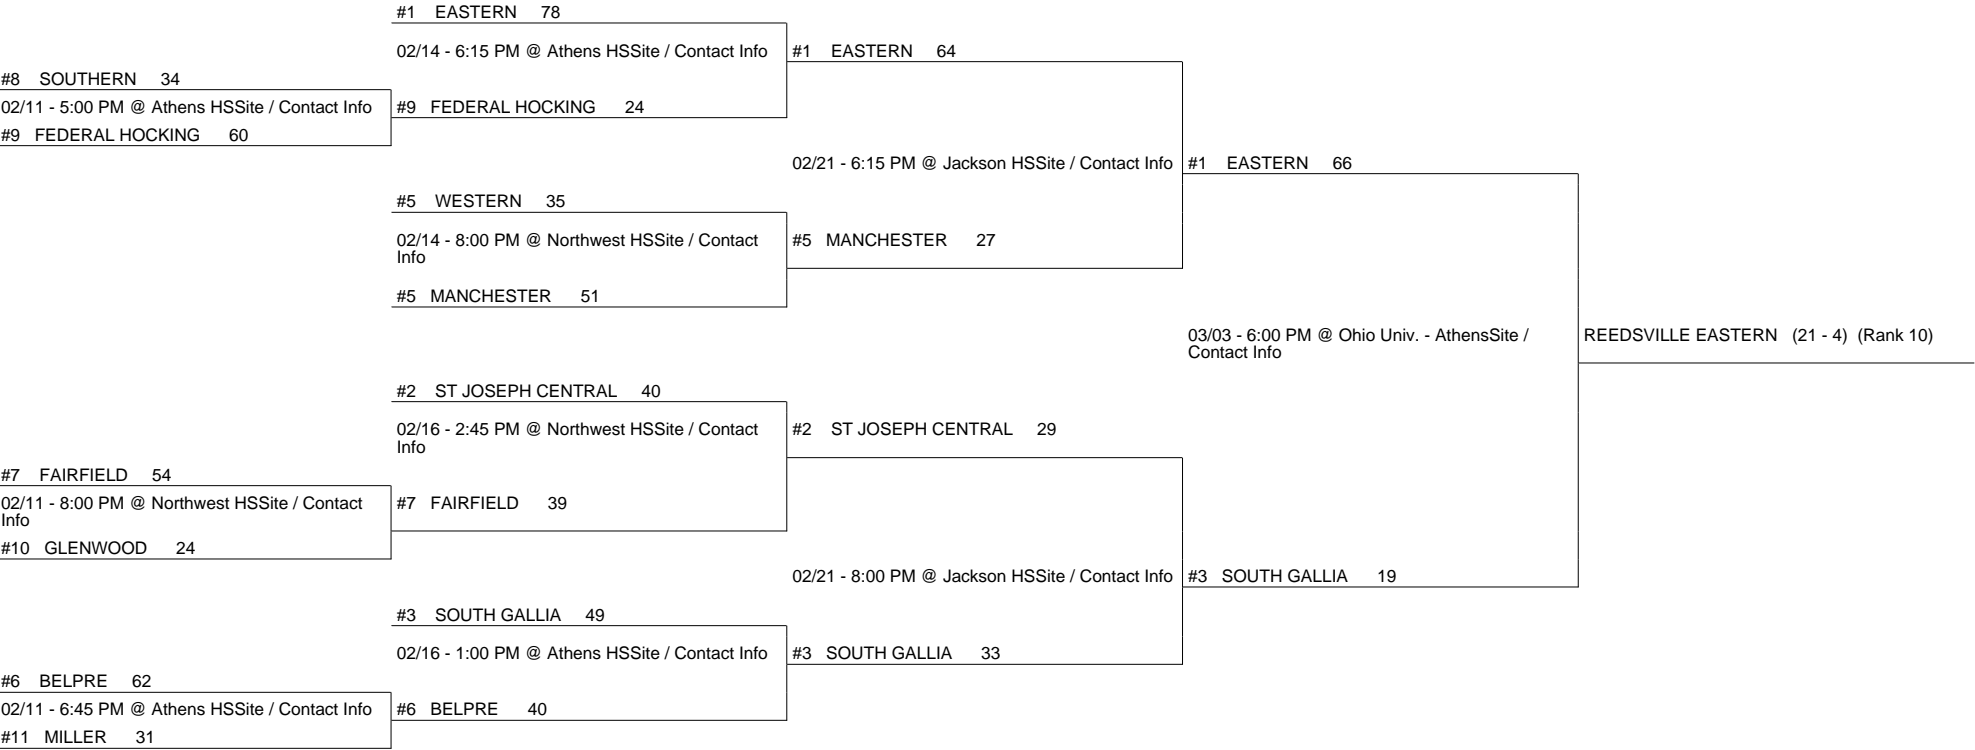 #1 EASTERN 78
02/14 - 6:15 PM @ Athens HSSite / Contact Info
#1 EASTERN 64
#8 SOUTHERN 34
02/11 - 5:00 PM @ Athens HSSite / Contact Info
#9 FEDERAL HOCKING 24
#9 FEDERAL HOCKING 60
02/21 - 6:15 PM @ Jackson HSSite / Contact Info
#1 EASTERN 66
#5 WESTERN 35
02/14 - 8:00 PM @ Northwest HSSite / Contact
Info
#5 MANCHESTER 27
#5 MANCHESTER 51
03/03 - 6:00 PM @ Ohio Univ. - AthensSite /
Contact Info
REEDSVILLE EASTERN (21 - 4) (Rank 10)
#2 ST JOSEPH CENTRAL 40
02/16 - 2:45 PM @ Northwest HSSite / Contact
Info
#2 ST JOSEPH CENTRAL 29
#7 FAIRFIELD 54
02/11 - 8:00 PM @ Northwest HSSite / Contact
Info
#7 FAIRFIELD 39
#10 GLENWOOD 24
02/21 - 8:00 PM @ Jackson HSSite / Contact Info
#3 SOUTH GALLIA 19
#3 SOUTH GALLIA 49
02/16 - 1:00 PM @ Athens HSSite / Contact Info
#3 SOUTH GALLIA 33
#6 BELPRE 62
02/11 - 6:45 PM @ Athens HSSite / Contact Info
#6 BELPRE 40
#11 MILLER 31